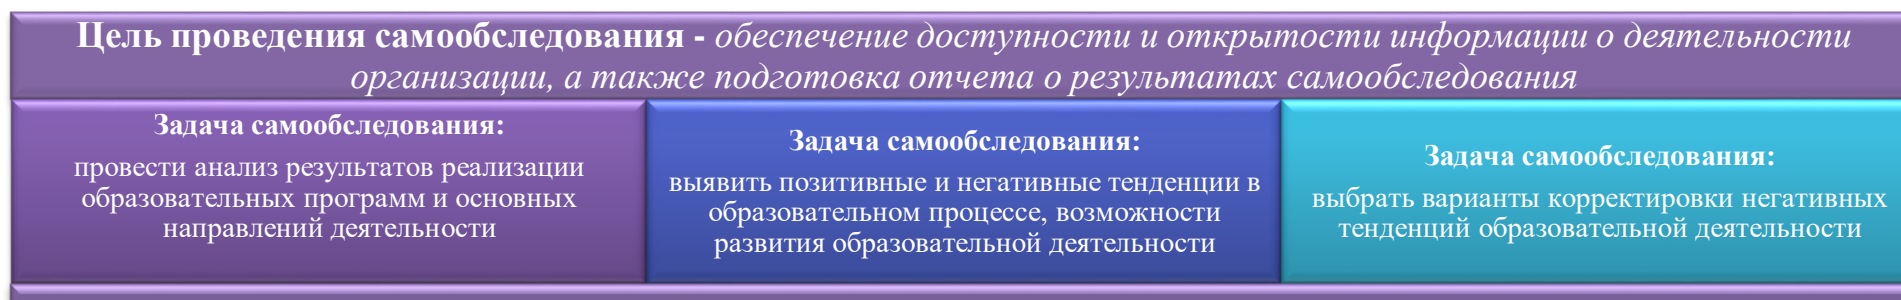 Цель проведения самообследования - обеспечение доступности и открытости информации о деятельности
организации, а также подготовка отчета о результатах самообследования
Задача самообследования:
провести анализ результатов реализации
образовательных программ и основных
направлений деятельности
Задача самообследования:
выявить позитивные и негативные тенденции в
образовательном процессе, возможности
развития образовательной деятельности
Задача самообследования:
выбрать варианты корректировки негативных
тенденций образовательной деятельности